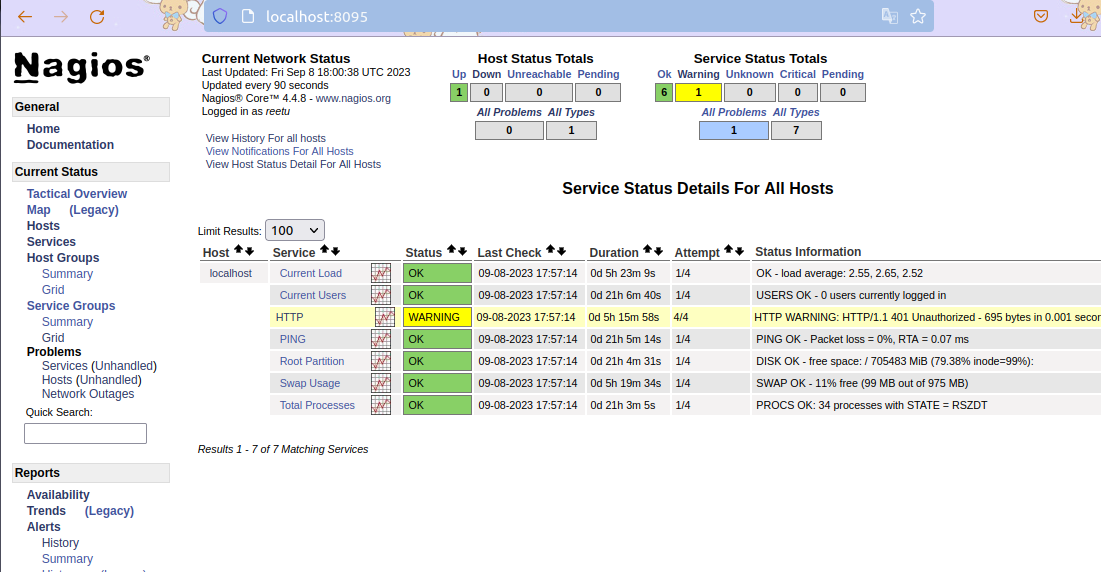 localhost:8095
Nagios®
General
Home
Documentation
Current Status
Tactical Overview
Map (Legacy)
Hosts
Services
Host Groups
Summary
Grid
Service Groups
Summary
Grid
Problems
Services (Unhandled)
Hosts (Unhandled)
Network Outages
Quick Search:
Reports
Availability
Trends (Legacy)
Alerts
History
Summary
Current Network Status
Last Updated: Fri Sep 8 18:00:38 UTC 2023
Updated every 90 seconds
Nagios® Core™ 4.4.8 - www.nagios.org
Logged in as reetu
View History For all hosts
View Notifications For All Hosts
View Host Status Detail For All Hosts
Host Status Totals
Up Down Unreachable Pending
1 0 0 0
All Problems All Types
0 1
Service Status Totals
Ok Warning Unknown Critical Pending
6 1 0 0 0
All Problems All Types
1 7
Service Status Details For All Hosts
Limit Results: 100
Host Service Status Last Check Duration Attempt Status Information
localhost Current Load OK 09-08-2023 17:57:14 0d 5h 23m 9s 1/4 OK - load average: 2.55, 2.65, 2.52
Current Users OK 09-08-2023 17:57:14 0d 21h 6m 40s 1/4 USERS OK - 0 users currently logged in
HTTP WARNING 09-08-2023 17:57:14 0d 5h 15m 58s 4/4 HTTP WARNING: HTTP/1.1 401 Unauthorized - 695 bytes in 0.001 secor
PING OK 09-08-2023 17:57:14 0d 21h 5m 14s 1/4 PING OK - Packet loss = 0%, RTA = 0.07 ms
Root Partition OK 09-08-2023 17:57:14 0d 21h 4m 31s 1/4 DISK OK - free space: / 705483 MiB (79.38% inode=99%):
Swap Usage OK 09-08-2023 17:57:14 0d 5h 19m 34s 1/4 SWAP OK - 11% free (99 MB out of 975 MB)
Total Processes OK 09-08-2023 17:57:14 0d 21h 3m 5s 1/4 PROCS OK: 34 processes with STATE = RSZDT
Results 1 - 7 of 7 Matching Services